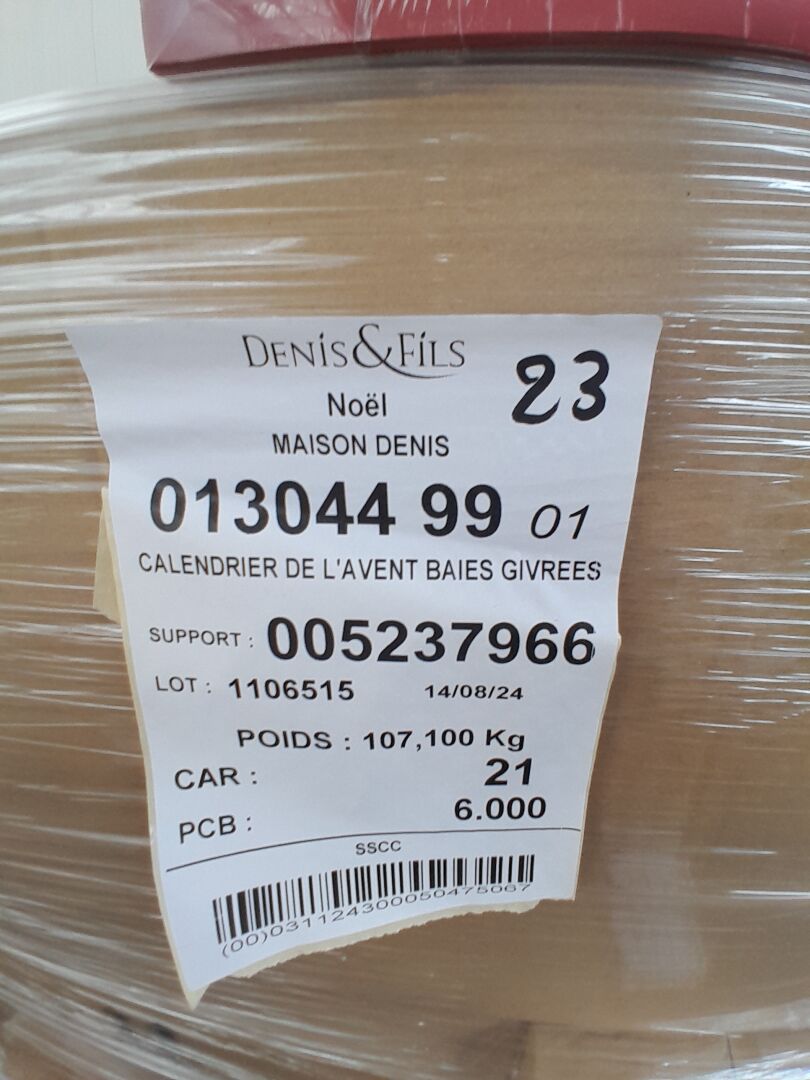 DENIS&FILS
23
Noël
MAISON DENIS
013044 99 01
CALENDRIER DE L'AVENT BAIES GIVREES
SUPPORT : 005237966
LOT : 1106515 14/08/24
POIDS : 107,100 Kg
CAR : 21
PCB : 6.000
SSCC
(00)031124300050475067